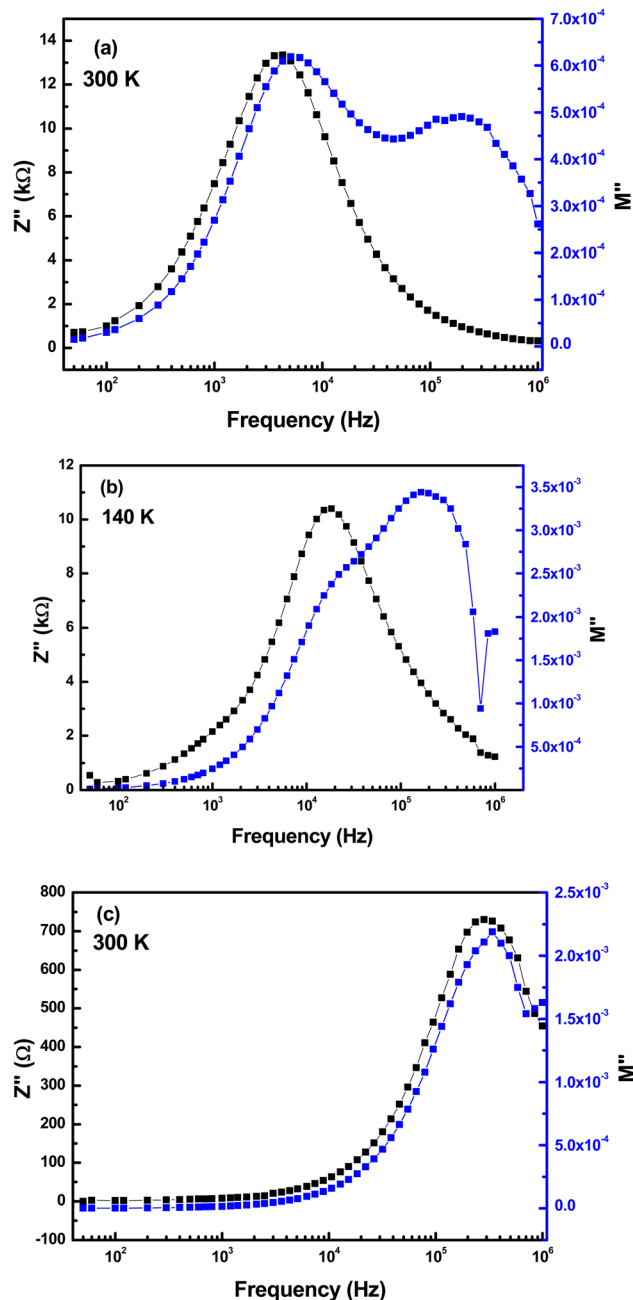 (a)
300 K
14
12
10
8
6
4
2
0
Z'' (kΩ)
7.0x10⁻⁴
6.0x10⁻⁴
5.0x10⁻⁴
4.0x10⁻⁴
3.0x10⁻⁴
2.0x10⁻⁴
1.0x10⁻⁴
0.0
M''
10² 10³ 10⁴ 10⁵ 10⁶
Frequency (Hz)
(b)
140 K
12
10
8
6
4
2
0
Z'' (kΩ)
3.5x10⁻³
3.0x10⁻³
2.5x10⁻³
2.0x10⁻³
1.5x10⁻³
1.0x10⁻³
5.0x10⁻⁴
M''
10² 10³ 10⁴ 10⁵ 10⁶
Frequency (Hz)
(c)
300 K
800
700
600
500
400
300
200
100
0
-100
Z'' (Ω)
2.5x10⁻³
2.0x10⁻³
1.5x10⁻³
1.0x10⁻³
5.0x10⁻⁴
0.0
M''
10² 10³ 10⁴ 10⁵ 10⁶
Frequency (Hz)